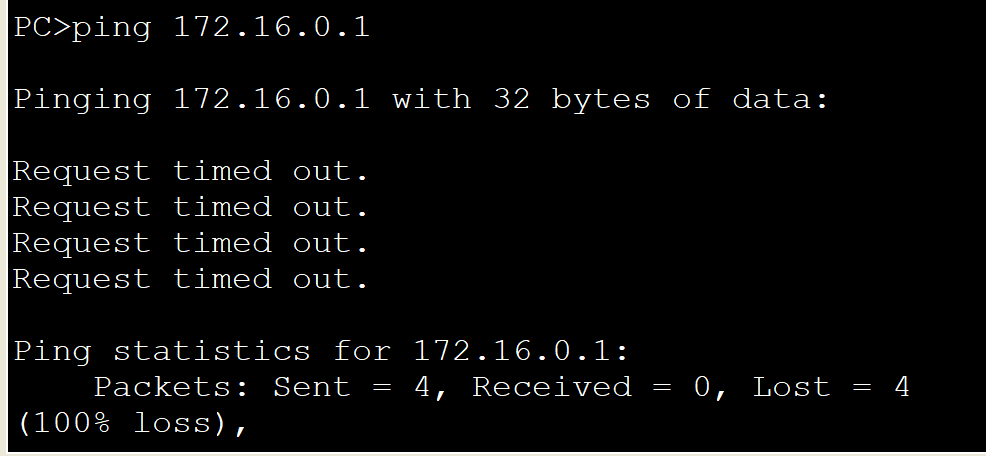 PC>ping 172.16.0.1
Pinging 172.16.0.1 with 32 bytes of data:
Request timed out.
Request timed out.
Request timed out.
Request timed out.
Ping statistics for 172.16.0.1:
Packets: Sent = 4, Received = 0, Lost = 4
(100% loss),